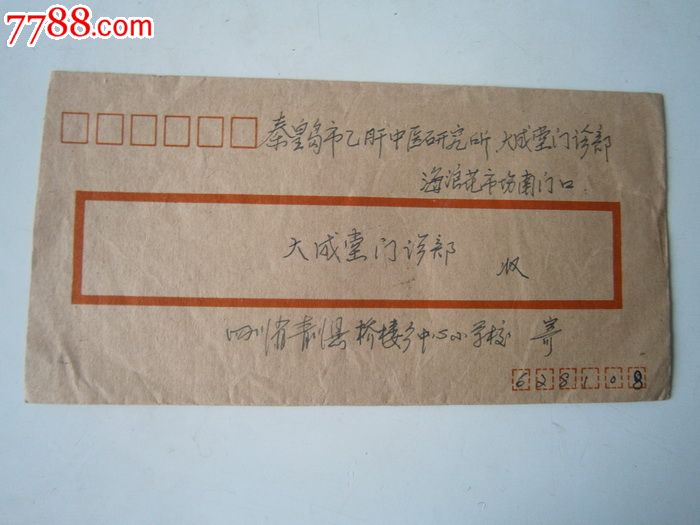 7788.com
秦皇岛市乙肝中医研究所 大成堂门诊部
海浪花市场南门口
大成堂门诊部 收
四川省青川县桥楼乡中心小学校 寄
628108